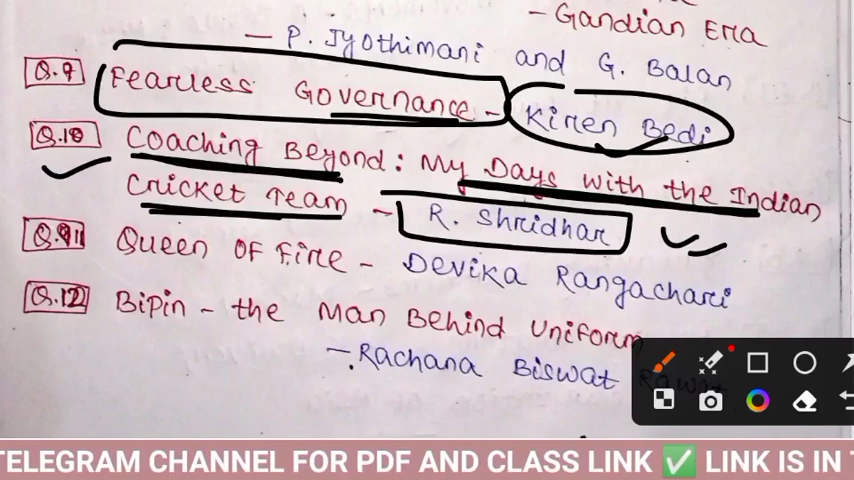 - Gandian Era
- P. Jyothimani and G. Balan
Q.9 Fearless Governance - Kiren Bedi
Q.10 Coaching Beyond: My Days with the Indian
Cricket Team - R. Shridhar
Q.11 Queen Of Fire - Devika Rangachari
Q.12 Bipin - the Man Behind Uniform
- Rachana Biswat Rawat
TELEGRAM CHANNEL FOR PDF AND CLASS LINK ✅ LINK IS IN